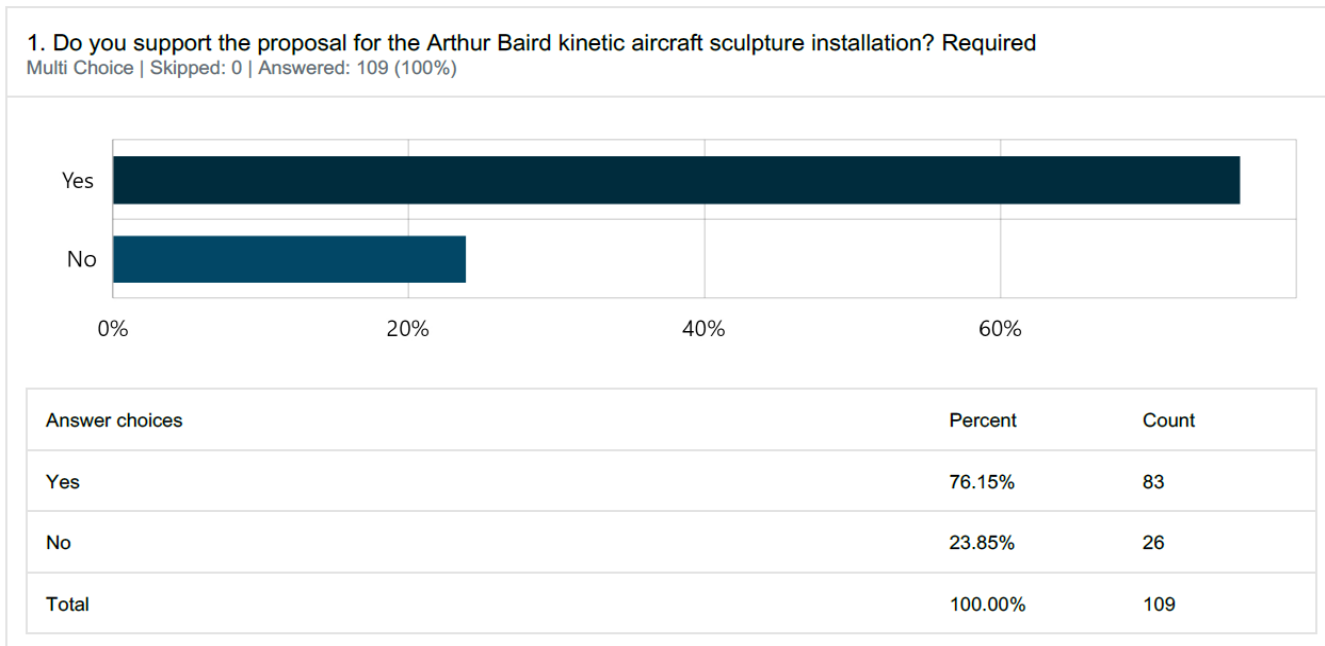 1. Do you support the proposal for the Arthur Baird kinetic aircraft sculpture installation? Required
Multi Choice | Skipped: 0 | Answered: 109 (100%)
Yes
No
0% 20% 40% 60%
Answer choices Percent Count
Yes 76.15% 83
No 23.85% 26
Total 100.00% 109